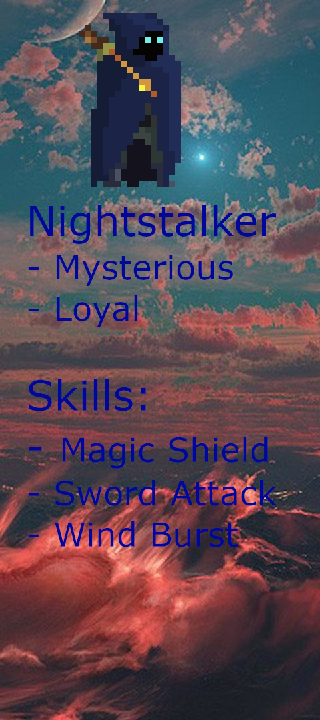 Nightstalker
- Mysterious
- Loyal
Skills:
- Magic Shield
- Sword Attack
- Wind Burst